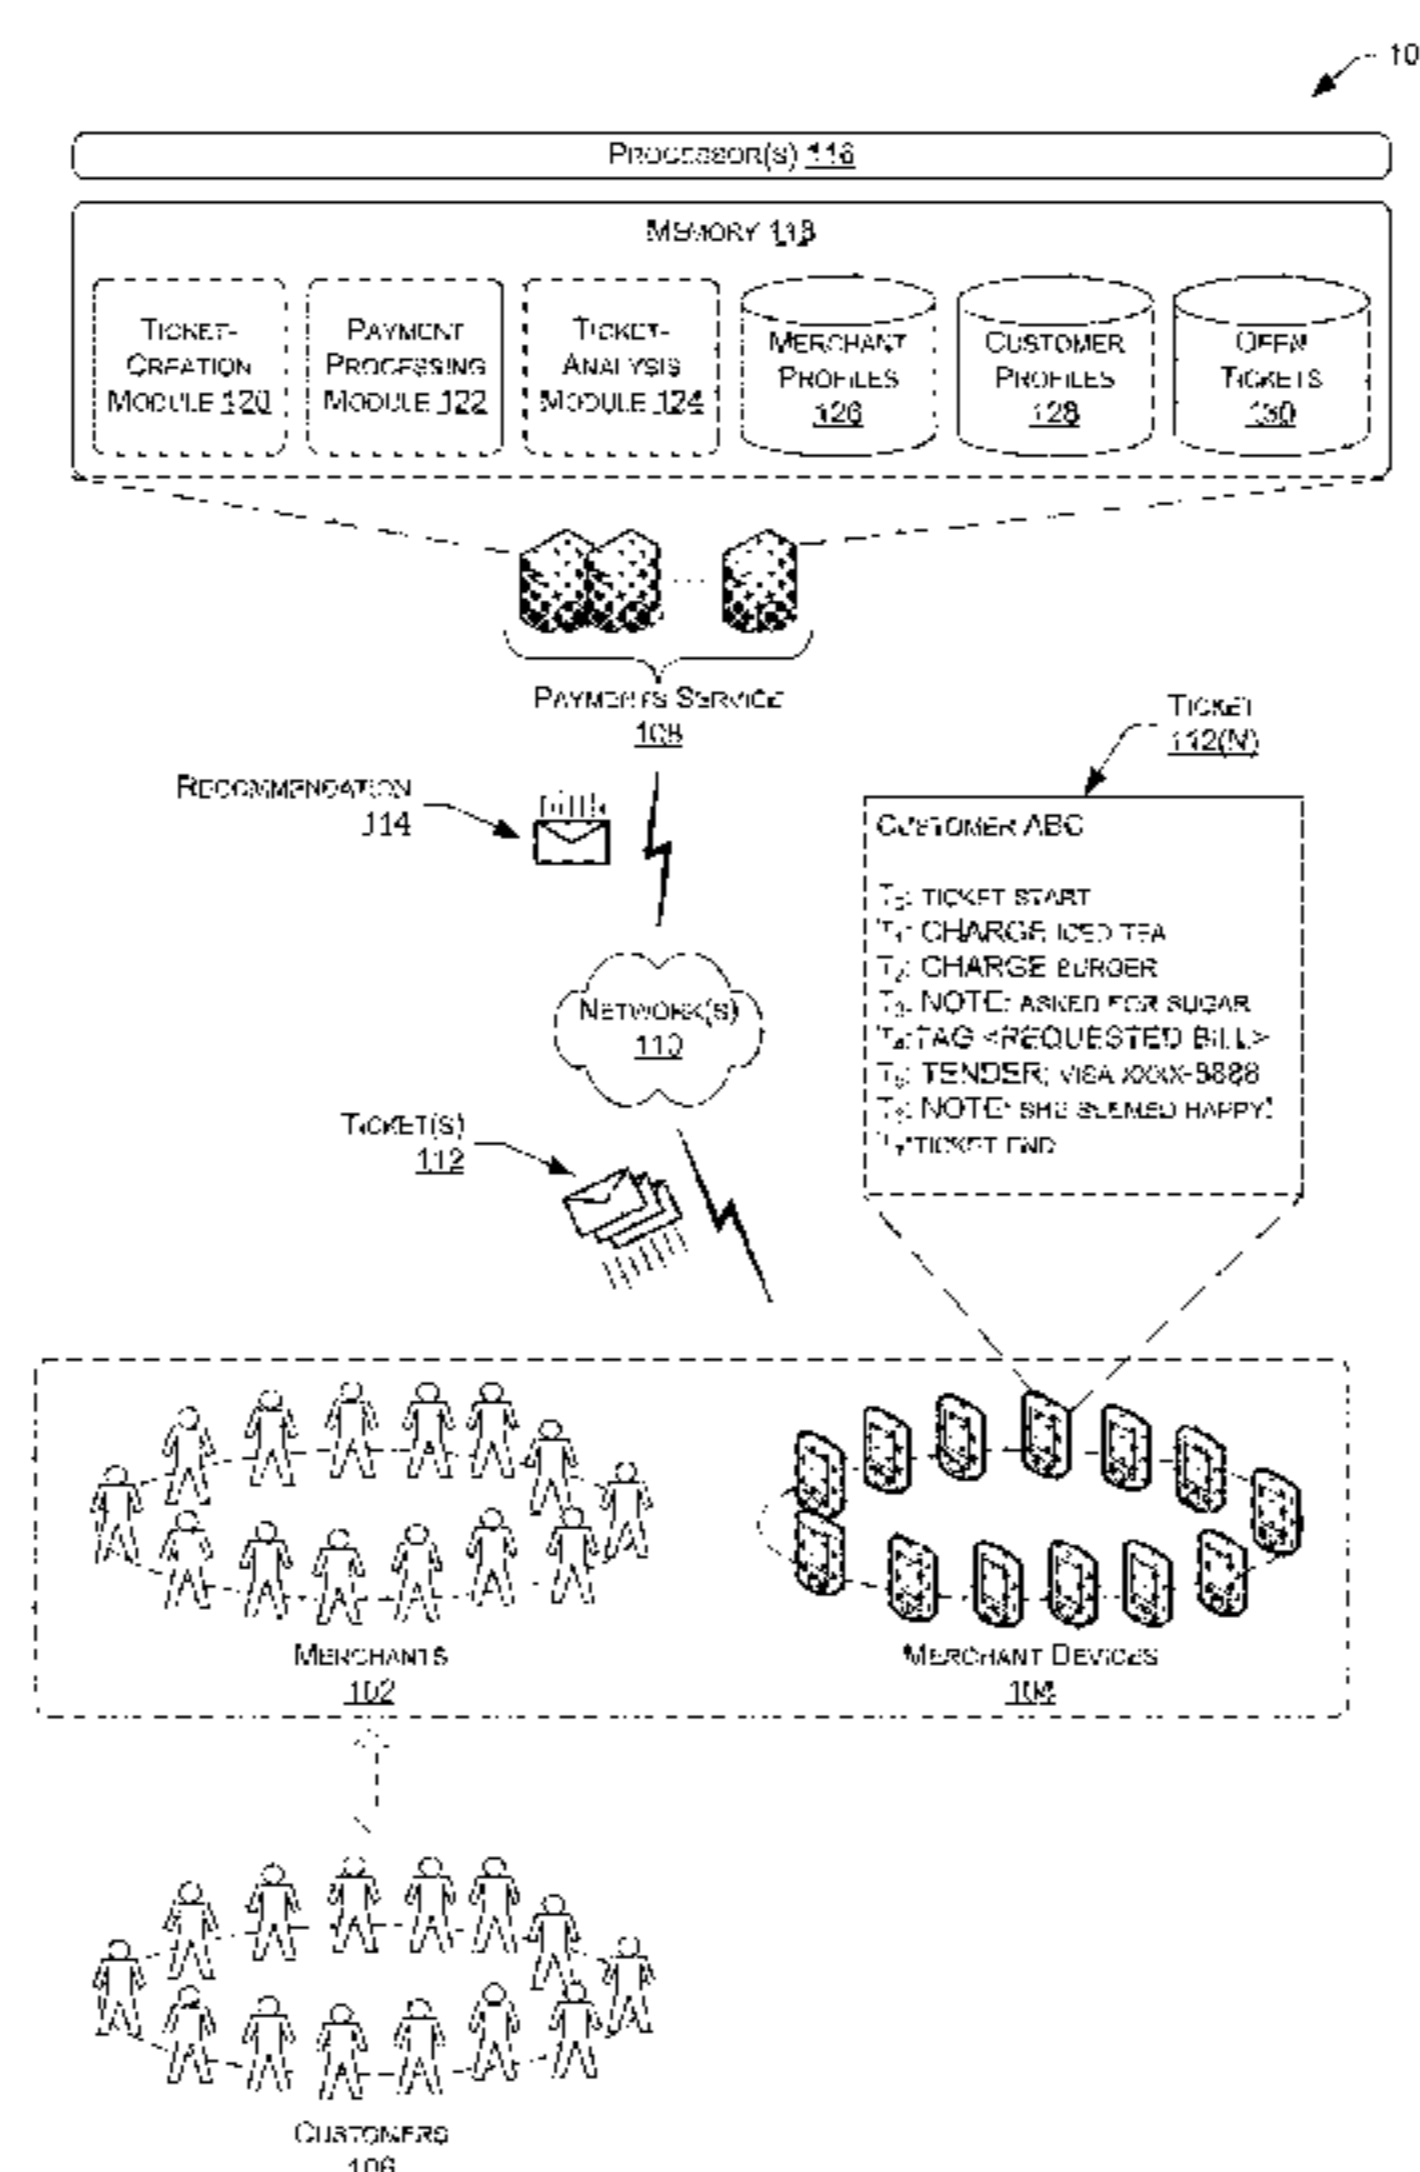 10
PROCESSOR(S) 116
MEMORY 118
TICKET-
CREATION
MODULE 120
PAYMENT
PROCESSING
MODULE 122
TICKET-
ANALYSIS
MODULE 124
MERCHANT
PROFILES
126
CUSTOMER
PROFILES
128
OPEN
TICKETS
130
PAYMENTS SERVICE
108
TICKET
112(N)
RECOMMENDATION
114
CUSTOMER ABC
T0: TICKET START
T1: CHARGE ICED TEA
T2: CHARGE BURGER
T3: NOTE: ASKED FOR SUGAR
T4: TAG <REQUESTED BILL>
T5: TENDER: VISA XXXX-8888
T6: NOTE: SHE SEEMED HAPPY!
T7: TICKET END
NETWORK(S)
110
TICKET(S)
112
MERCHANTS
102
MERCHANT DEVICES
104
CUSTOMERS
106